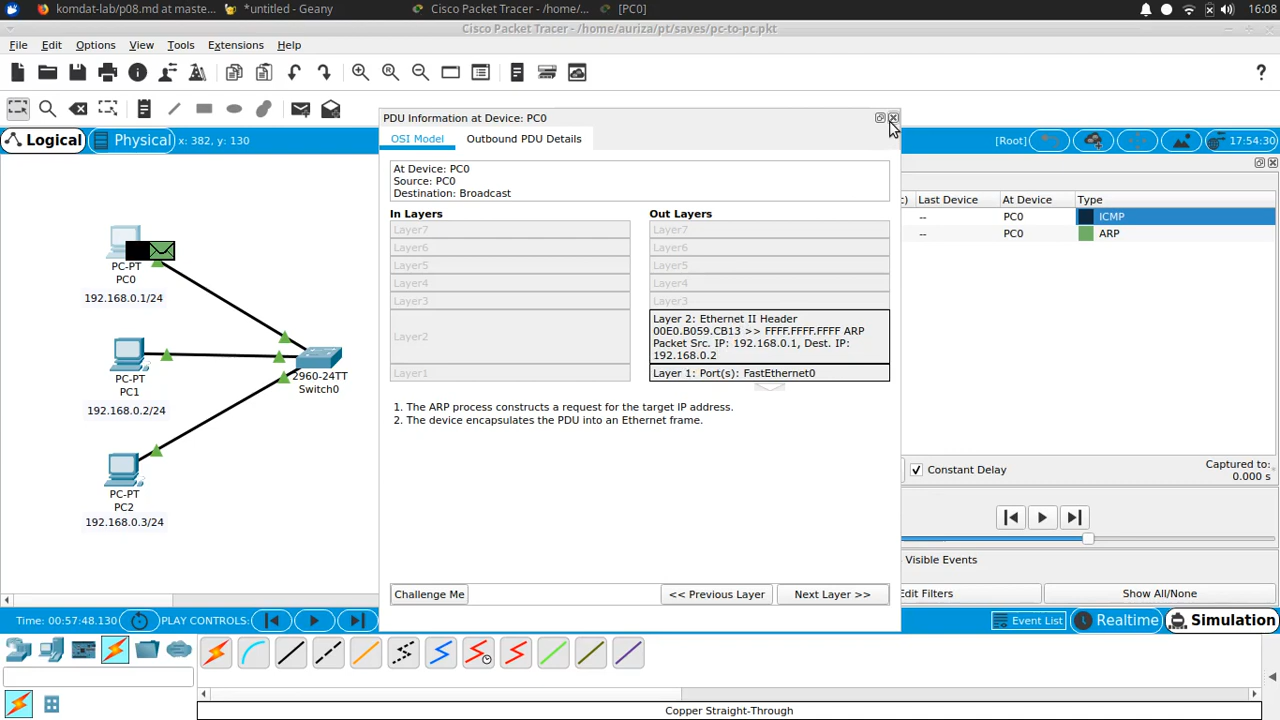 komdat-lab/p08.md at maste...
*untitled - Geany
Cisco Packet Tracer - /home/...
[PC0]
16:08
Cisco Packet Tracer - /home/auriza/pt/saves/pc-to-pc.pkt
File Edit Options View Tools Extensions Help
Logical
Physical
x: 382, y: 130
[Root]
17:54:30
PDU Information at Device: PC0
OSI Model
Outbound PDU Details
At Device: PC0
Source: PC0
Destination: Broadcast
In Layers
Layer7
Layer6
Layer5
Layer4
Layer3
Layer2
Layer1
Out Layers
Layer7
Layer6
Layer5
Layer4
Layer3
Layer 2: Ethernet II Header
00E0.B059.CB13 >> FFFF.FFFF.FFFF ARP
Packet Src. IP: 192.168.0.1, Dest. IP:
192.168.0.2
Layer 1: Port(s): FastEthernet0
1. The ARP process constructs a request for the target IP address.
2. The device encapsulates the PDU into an Ethernet frame.
Challenge Me
<< Previous Layer
Next Layer >>
PC-PT
PC0
192.168.0.1/24
PC-PT
PC1
192.168.0.2/24
PC-PT
PC2
192.168.0.3/24
2960-24TT
Switch0
Last Device At Device Type
-- PC0 ICMP
-- PC0 ARP
Constant Delay
Captured to:
0.000 s
Visible Events
Edit Filters
Show All/None
Time: 00:57:48.130
PLAY CONTROLS:
Event List
Realtime
Simulation
Copper Straight-Through